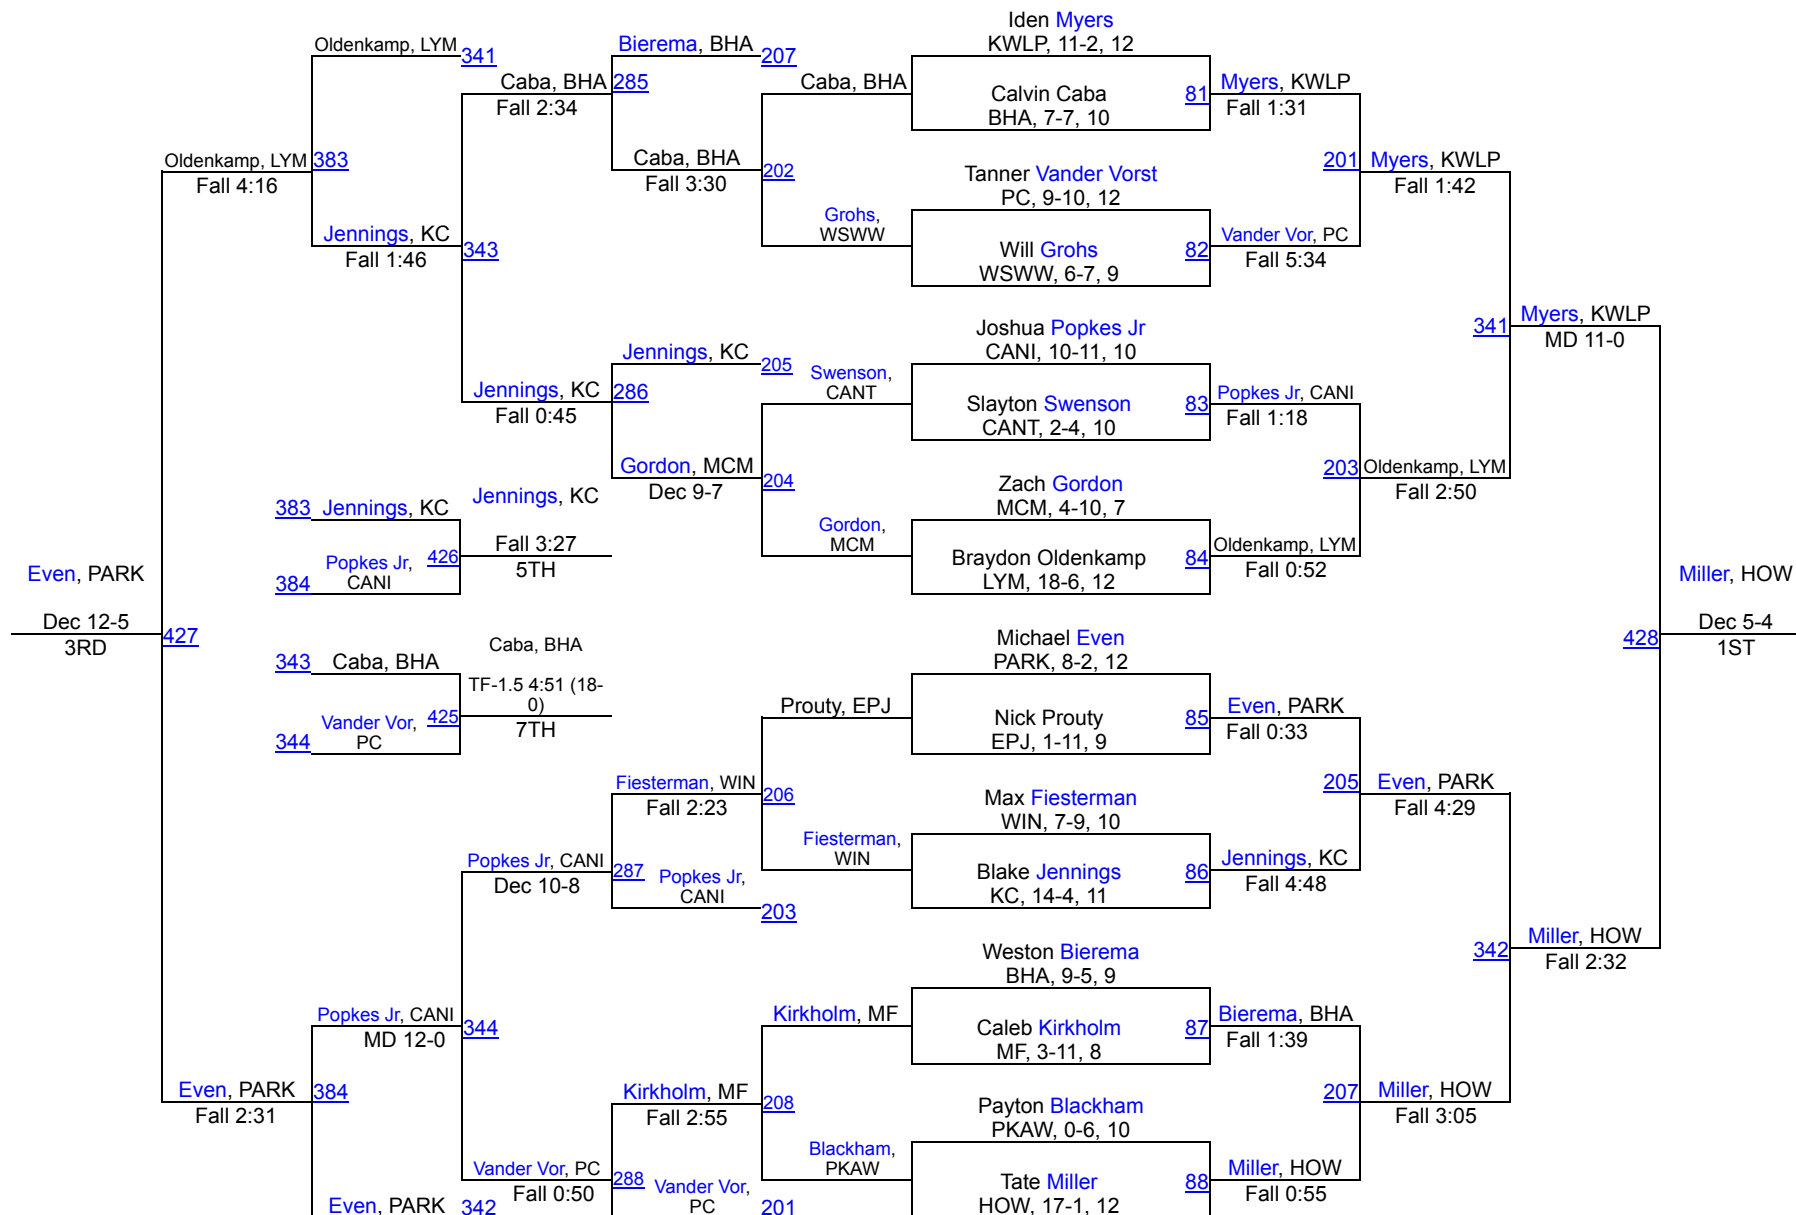 Iden Myers
KWLP, 11-2, 12
Oldenkamp, LYM
341
Bierema, BHA
207
Caba, BHA
285
Caba, BHA
Calvin Caba
81
Myers, KWLP
Fall 2:34
BHA, 7-7, 10
Fall 1:31
Oldenkamp, LYM
383
Caba, BHA
202
Tanner Vander Vorst
201
Myers, KWLP
Fall 4:16
Fall 3:30
PC, 9-10, 12
Fall 1:42
Jennings, KC
343
Grohs,
WSWW
Will Grohs
82
Vander Vor, PC
Fall 1:46
WSWW, 6-7, 9
Fall 5:34
Joshua Popkes Jr
341
Myers, KWLP
CANI, 10-11, 10
MD 11-0
Jennings, KC
205
Swenson,
CANT
Jennings, KC
286
Slayton Swenson
83
Popkes Jr, CANI
Fall 0:45
CANT, 2-4, 10
Fall 1:18
Gordon, MCM
204
Zach Gordon
203
Oldenkamp, LYM
Dec 9-7
MCM, 4-10, 7
Fall 2:50
383
Jennings, KC
Jennings, KC
Gordon,
MCM
Popkes Jr,
CANI
426
Fall 3:27
Braydon Oldenkamp
84
Oldenkamp, LYM
384
5TH
LYM, 18-6, 12
Fall 0:52
Even, PARK
Miller, HOW
Dec 12-5
427
Caba, BHA
Michael Even
428
Dec 5-4
3RD
PARK, 8-2, 12
1ST
343
Caba, BHA
TF-1.5 4:51 (18-
0)
Vander Vor,
PC
425
7TH
Prouty, EPJ
Nick Prouty
85
Even, PARK
344
EPJ, 1-11, 9
Fall 0:33
Fiesterman, WIN
206
Max Fiesterman
205
Even, PARK
Fall 2:23
WIN, 7-9, 10
Fall 4:29
Fiesterman,
WIN
Popkes Jr, CANI
287
Popkes Jr,
CANI
Blake Jennings
86
Jennings, KC
Dec 10-8
203
KC, 14-4, 11
Fall 4:48
Weston Bierema
342
Miller, HOW
BHA, 9-5, 9
Fall 2:32
Popkes Jr, CANI
344
Kirkholm, MF
Caleb Kirkholm
87
Bierema, BHA
MD 12-0
MF, 3-11, 8
Fall 1:39
Even, PARK
384
Kirkholm, MF
208
Payton Blackham
207
Miller, HOW
Fall 2:31
Fall 2:55
PKAW, 0-6, 10
Fall 3:05
Blackham,
PKAW
Vander Vor, PC
288
Vander Vor,
PC
Tate Miller
88
Miller, HOW
Fall 0:50
HOW, 17-1, 12
Fall 0:55
Even, PARK
342
201